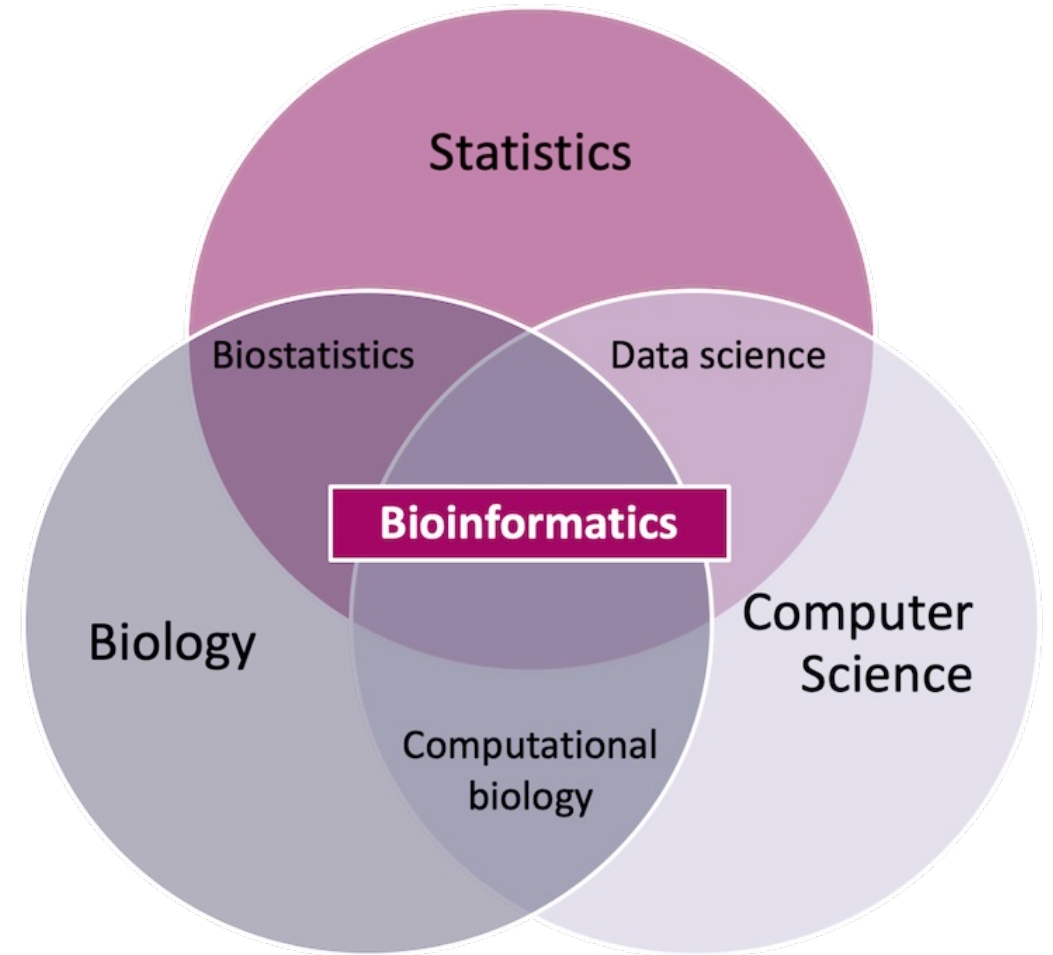 Statistics
Biostatistics
Data science
Bioinformatics
Biology
Computer
Science
Computational
biology